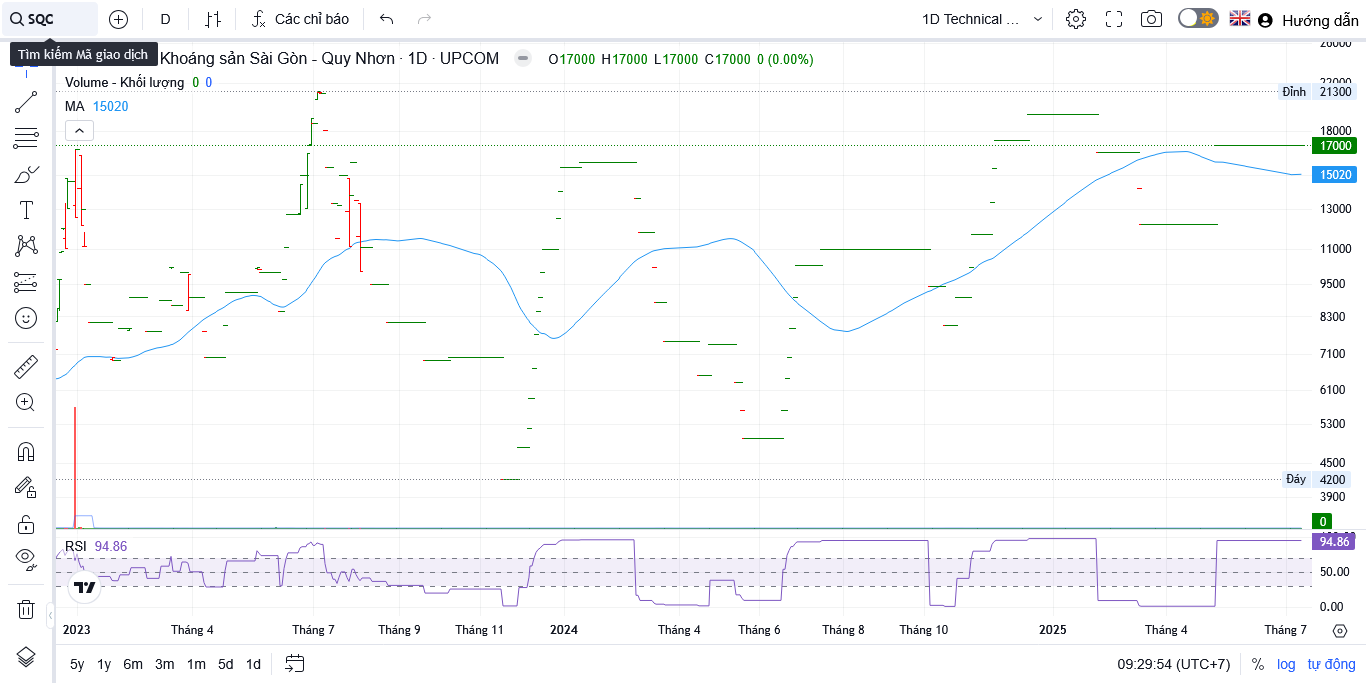 SQC
D
Các chỉ báo
1D Technical ...
Hướng dẫn
Tìm kiếm Mã giao dịch
Khoáng sản Sài Gòn - Quy Nhơn · 1D · UPCOM
O17000 H17000 L17000 C17000 0 (0.00%)
Volume - Khối lượng 0 0
MA 15020
26000
22000
Đỉnh 21300
18000
17000
15020
13000
11000
9500
8300
7100
6100
5300
4500
Đáy 4200
3900
0
RSI 94.86
94.86
50.00
0.00
2023 Tháng 4 Tháng 7 Tháng 9 Tháng 11 2024 Tháng 4 Tháng 6 Tháng 8 Tháng 10 2025 Tháng 4 Tháng 7
5y 1y 6m 3m 1m 5d 1d
09:29:54 (UTC+7) % log tự động